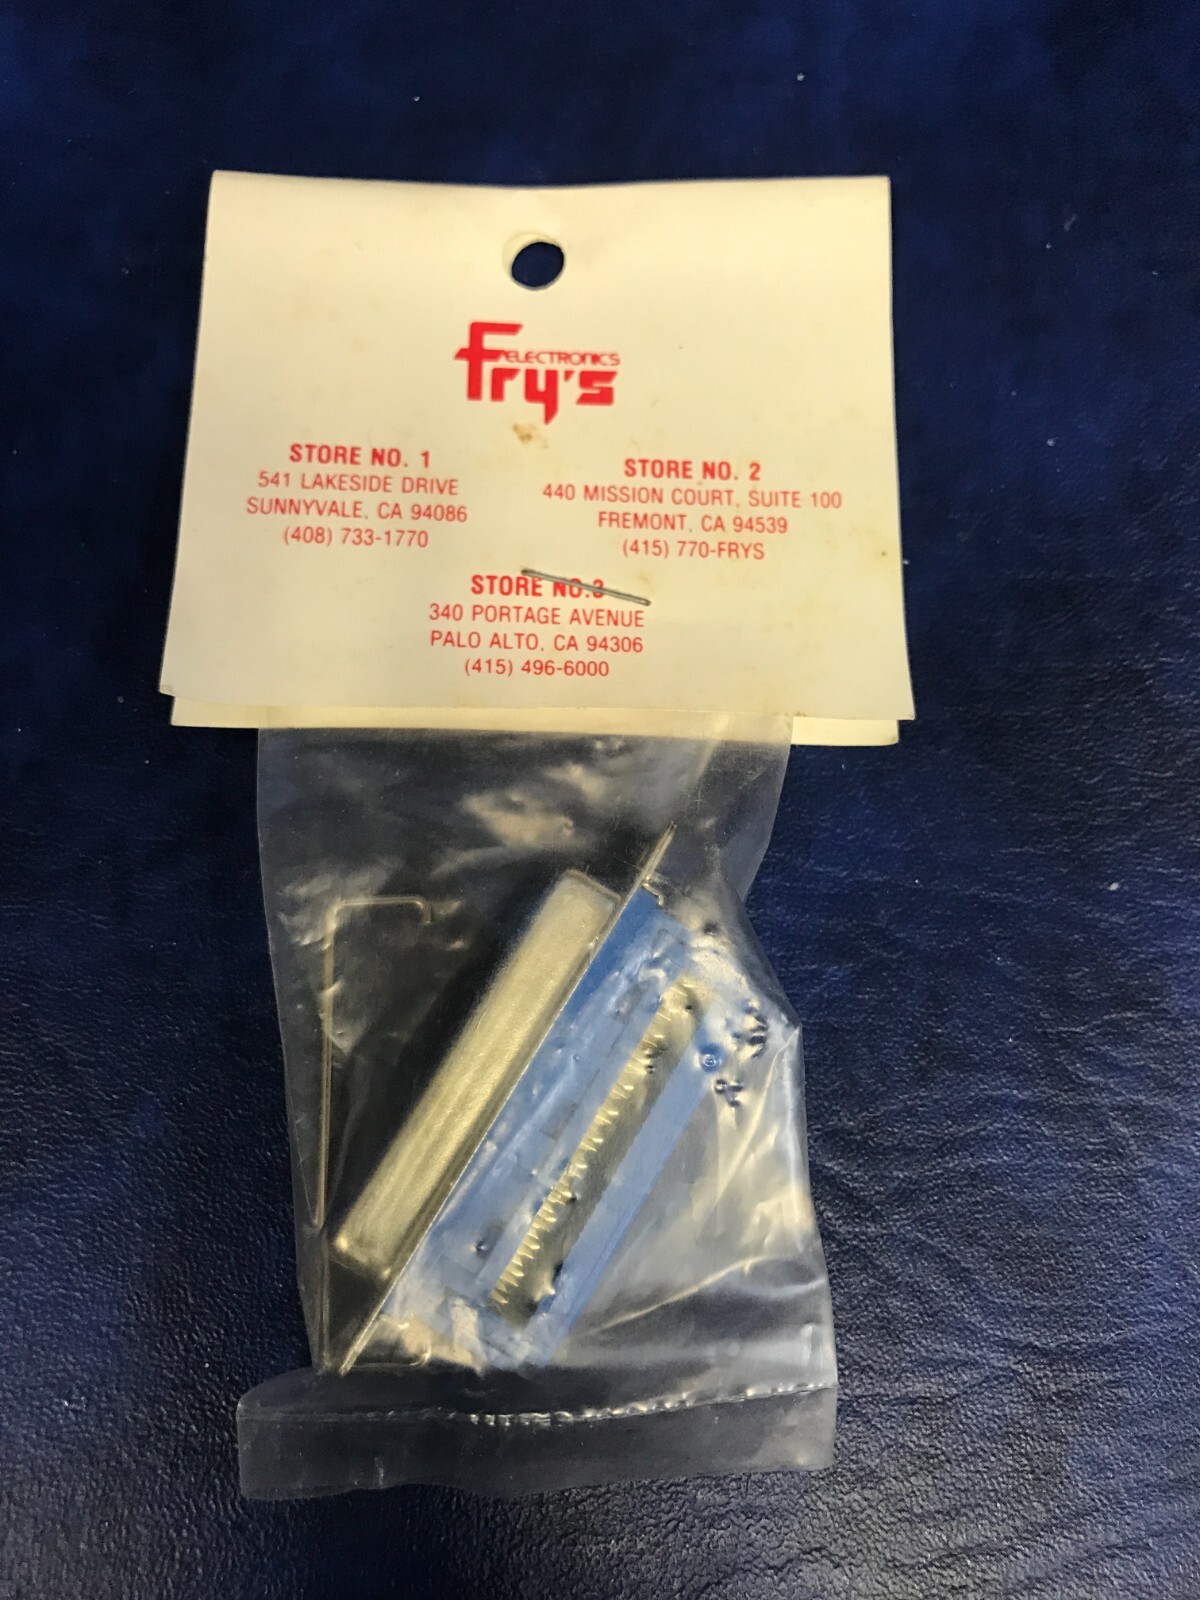 Fry's ELECTRONICS
STORE NO. 1
541 LAKESIDE DRIVE
SUNNYVALE, CA 94086
(408) 733-1770
STORE NO. 2
440 MISSION COURT, SUITE 100
FREMONT, CA 94539
(415) 770-FRYS
STORE NO.3
340 PORTAGE AVENUE
PALO ALTO, CA 94306
(415) 496-6000